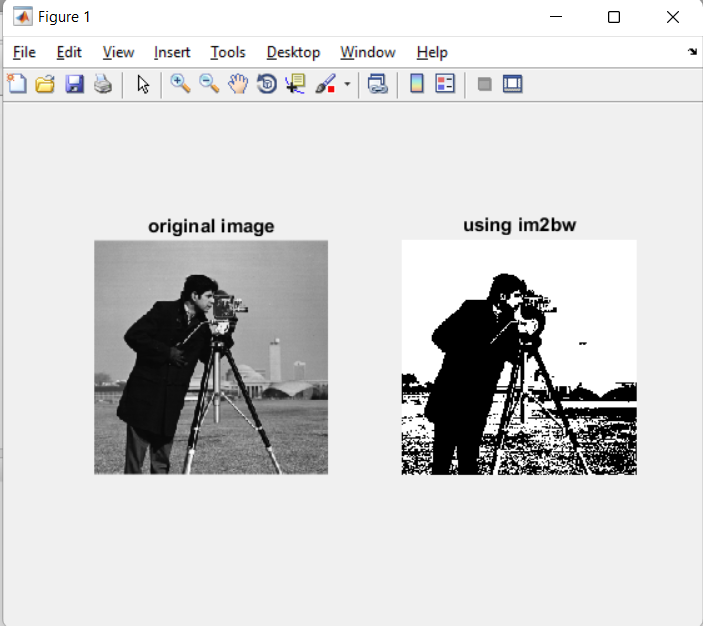 Figure 1
File Edit View Insert Tools Desktop Window Help
original image
using im2bw